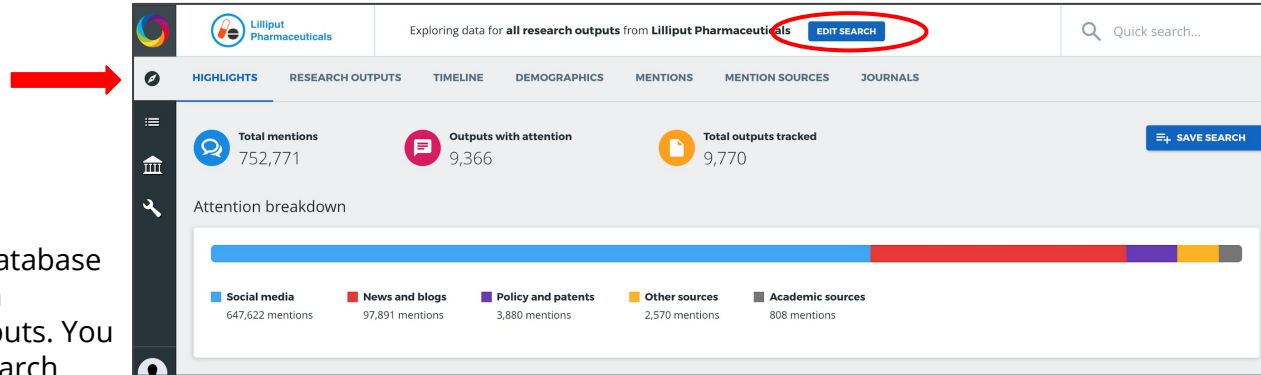 Lilliput
Pharmaceuticals
Exploring data for all research outputs from Lilliput Pharmaceuticals
EDIT SEARCH
Quick search...
HIGHLIGHTS RESEARCH OUTPUTS TIMELINE DEMOGRAPHICS MENTIONS MENTION SOURCES JOURNALS
Total mentions
752,771
Outputs with attention
9,366
Total outputs tracked
9,770
SAVE SEARCH
Attention breakdown
Social media
647,622 mentions
News and blogs
97,891 mentions
Policy and patents
3,880 mentions
Other sources
2,570 mentions
Academic sources
808 mentions
You